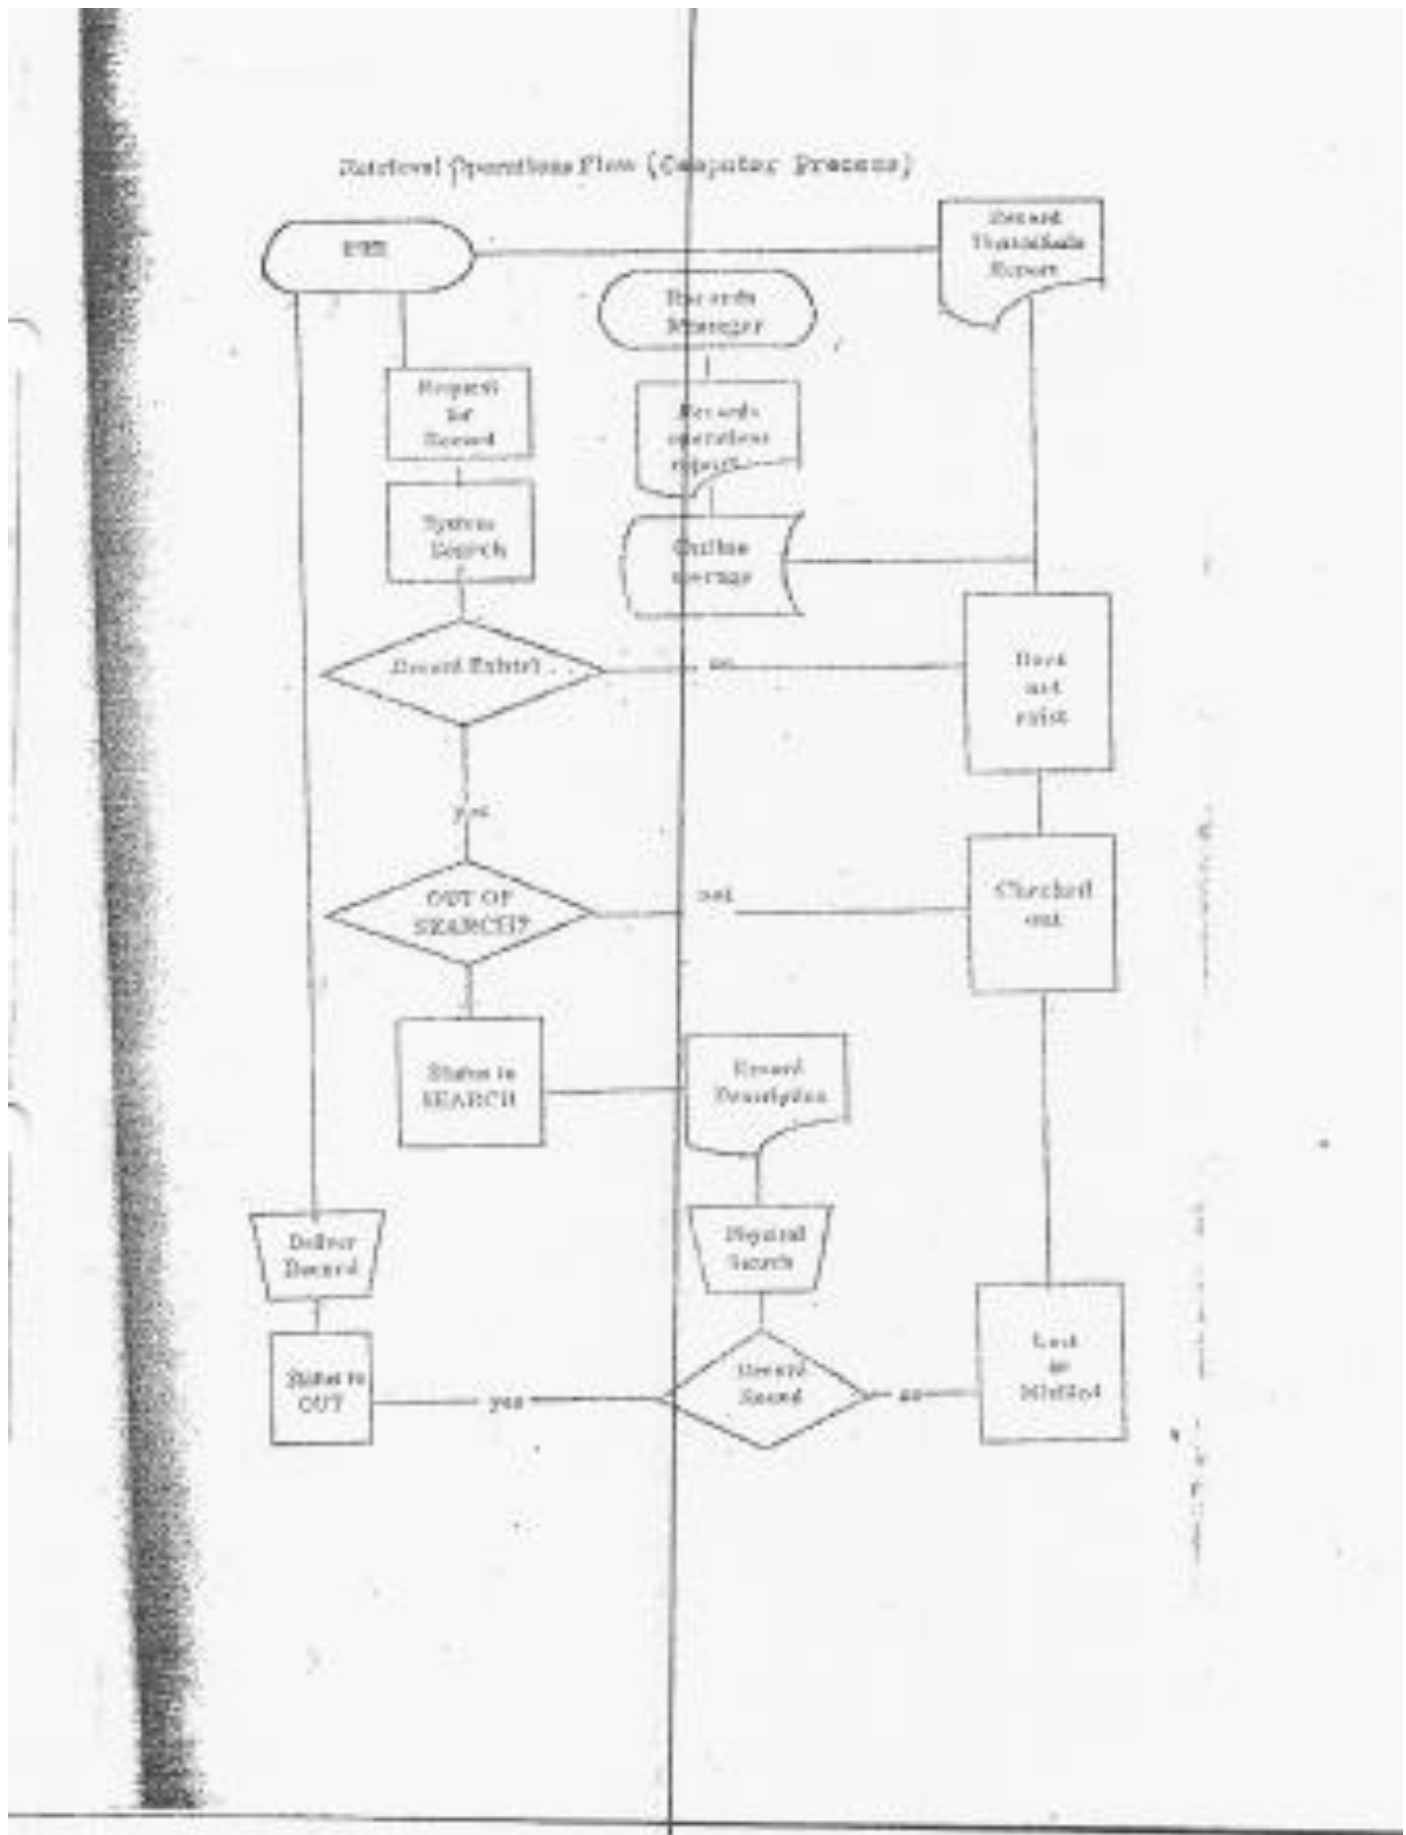 Retrieval Operations Flow (Computer Process)
Record
Report
Records
Manager
Request
for
Record
Records
operations
report
System
Search
Online
storage
Record Exists?
no
Does
not
exist
yes
OUT OF
SEARCH?
Checked
out
Status to
SEARCH
Record
Description
Deliver
Record
Physical
Search
Status to
OUT
yes
Record
found
no
Lost
or
Misfiled